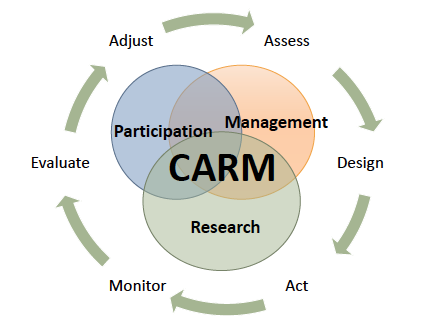 Adjust
Assess
Participation
Management
CARM
Evaluate
Design
Research
Monitor
Act